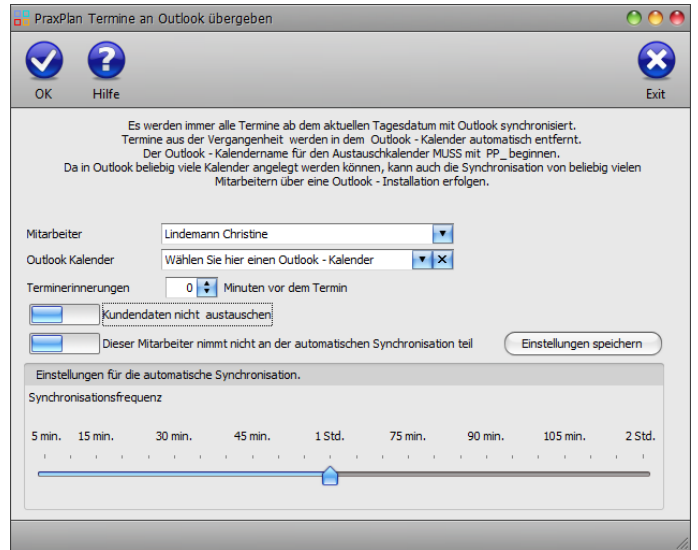 PraxPlan Termine an Outlook übergeben
OK
Hilfe
Exit
Es werden immer alle Termine ab dem aktuellen Tagesdatum mit Outlook synchronisiert.
Termine aus der Vergangenheit werden in dem Outlook - Kalender automatisch entfernt.
Der Outlook - Kalendername für den Austauschkalender MUSS mit PP_ beginnen.
Da in Outlook beliebig viele Kalender angelegt werden können, kann auch die Synchronisation von beliebig vielen
Mitarbeitern über eine Outlook - Installation erfolgen.
Mitarbeiter Lindemann Christine
Outlook Kalender Wählen Sie hier einen Outlook - Kalender
Terminerinnerungen 0 Minuten vor dem Termin
Kundendaten nicht austauschen
Dieser Mitarbeiter nimmt nicht an der automatischen Synchronisation teil Einstellungen speichern
Einstellungen für die automatische Synchronisation.
Synchronisationsfrequenz
5 min. 15 min. 30 min. 45 min. 1 Std. 75 min. 90 min. 105 min. 2 Std.